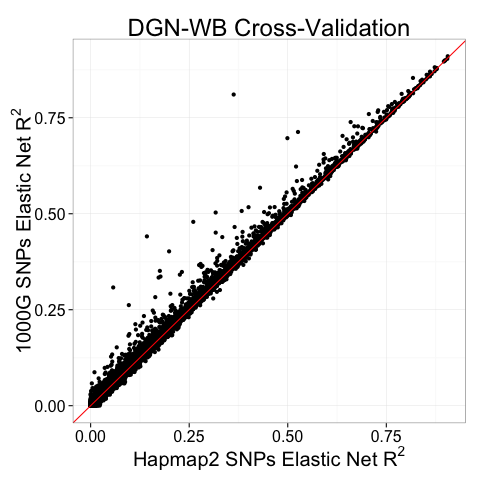 DGN-WB Cross-Validation
1000G SNPs Elastic Net R²
0.75
0.50
0.25
0.00
0.00 0.25 0.50 0.75
Hapmap2 SNPs Elastic Net R²